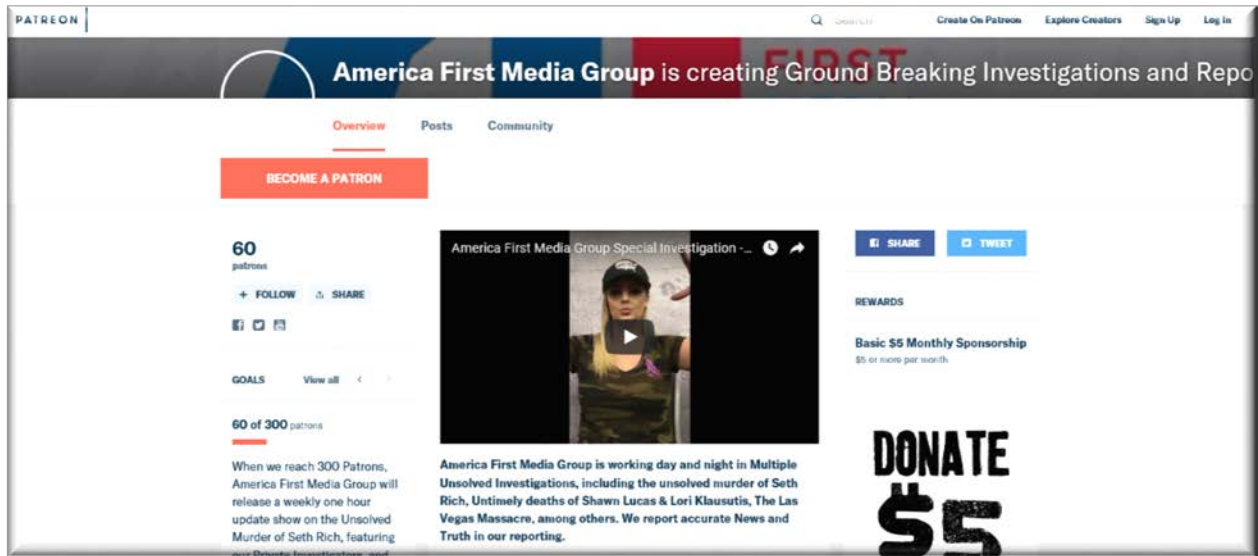 PATREON
Search Create On Patreon Explore Creators Sign Up Log In
FIRST
America First Media Group is creating Ground Breaking Investigations and Repo
Overview Posts Community
BECOME A PATRON
60
patrons
+ FOLLOW SHARE
GOALS View all
60 of 300 patrons
When we reach 300 Patrons,
America First Media Group will
release a weekly one hour
update show on the Unsolved
Murder of Seth Rich, featuring
our Private Investigators, and
America First Media Group Special Investigation -...
America First Media Group is working day and night in Multiple
Unsolved Investigations, including the unsolved murder of Seth
Rich, Untimely deaths of Shawn Lucas & Lori Klausutis, The Las
Vegas Massacre, among others. We report accurate News and
Truth in our reporting.
SHARE TWEET
REWARDS
Basic $5 Monthly Sponsorship
$5 or more per month
DONATE
$5